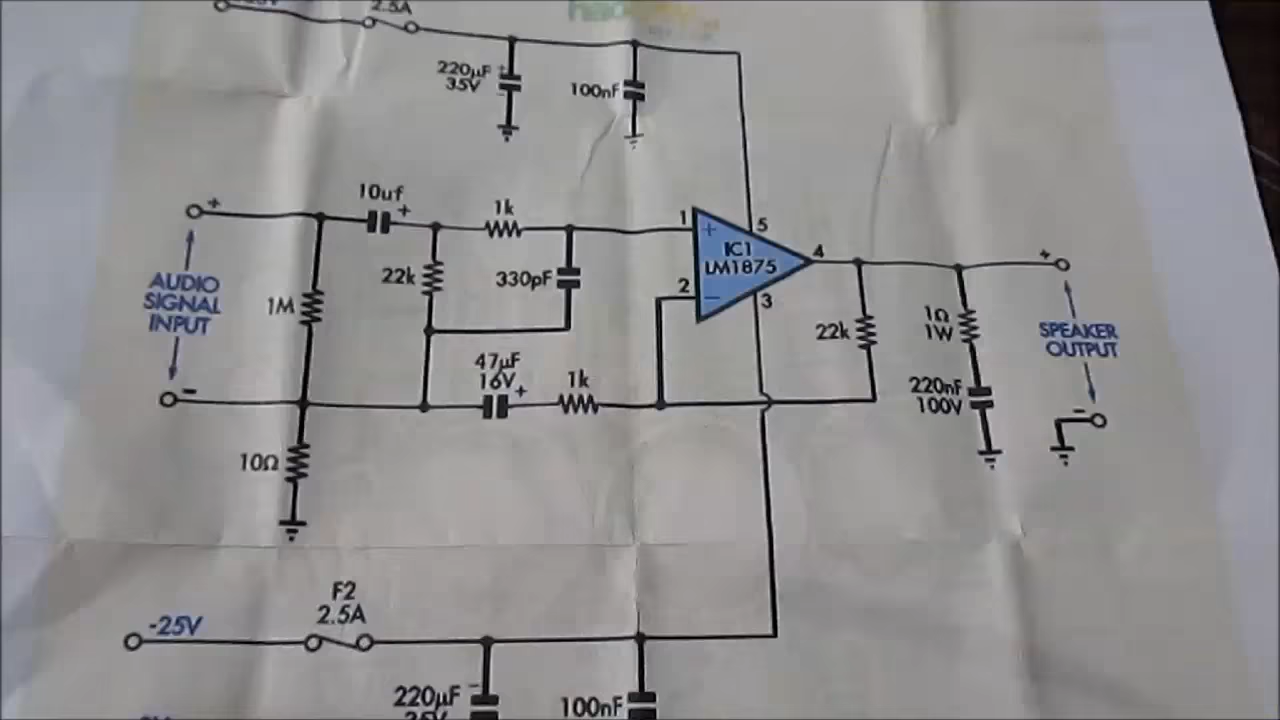 2.5A
220µF +
35V -
100nF
10uf
+
+
1k
1
5
+
IC1
LM1875
4
+
AUDIO
SIGNAL
INPUT
1M
22k
330pF
2
−
3
22k
1Ω
1W
SPEAKER
OUTPUT
47µF
16V
+
1k
220nF
100V
-
-
10Ω
F2
2.5A
-25V
220µF -
100nF